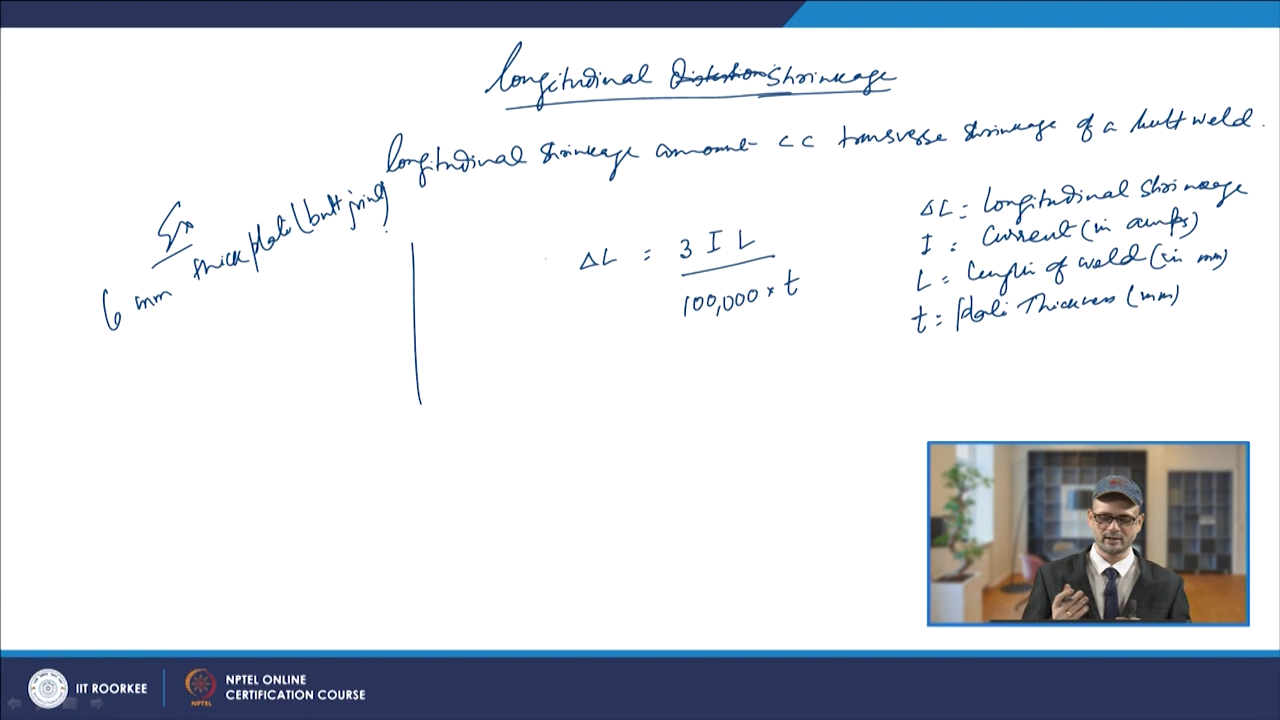 Longitudinal Distortion Shrinkage
Longitudinal Shrinkage amount << transverse shrinkage of a butt weld.
Ex
6 mm thick plate (butt joint)
ΔL = 3 I L
100,000 × t
ΔL = Longitudinal Shrinkage
I = Current (in amps)
L = Length of weld (in mm)
t = Plate Thickness (mm)
IIT ROORKEE
NPTEL
NPTEL ONLINE
CERTIFICATION COURSE